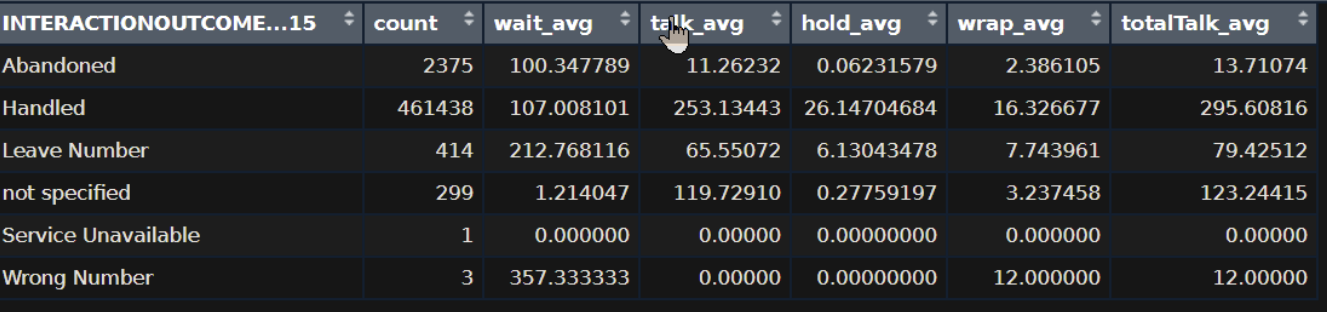 INTERACTIONOUTCOME...15 count wait_avg talk_avg hold_avg wrap_avg totalTalk_avg
Abandoned 2375 100.347789 11.26232 0.06231579 2.386105 13.71074
Handled 461438 107.008101 253.13443 26.14704684 16.326677 295.60816
Leave Number 414 212.768116 65.55072 6.13043478 7.743961 79.42512
not specified 299 1.214047 119.72910 0.27759197 3.237458 123.24415
Service Unavailable 1 0.000000 0.00000 0.00000000 0.000000 0.00000
Wrong Number 3 357.333333 0.00000 0.00000000 12.000000 12.00000